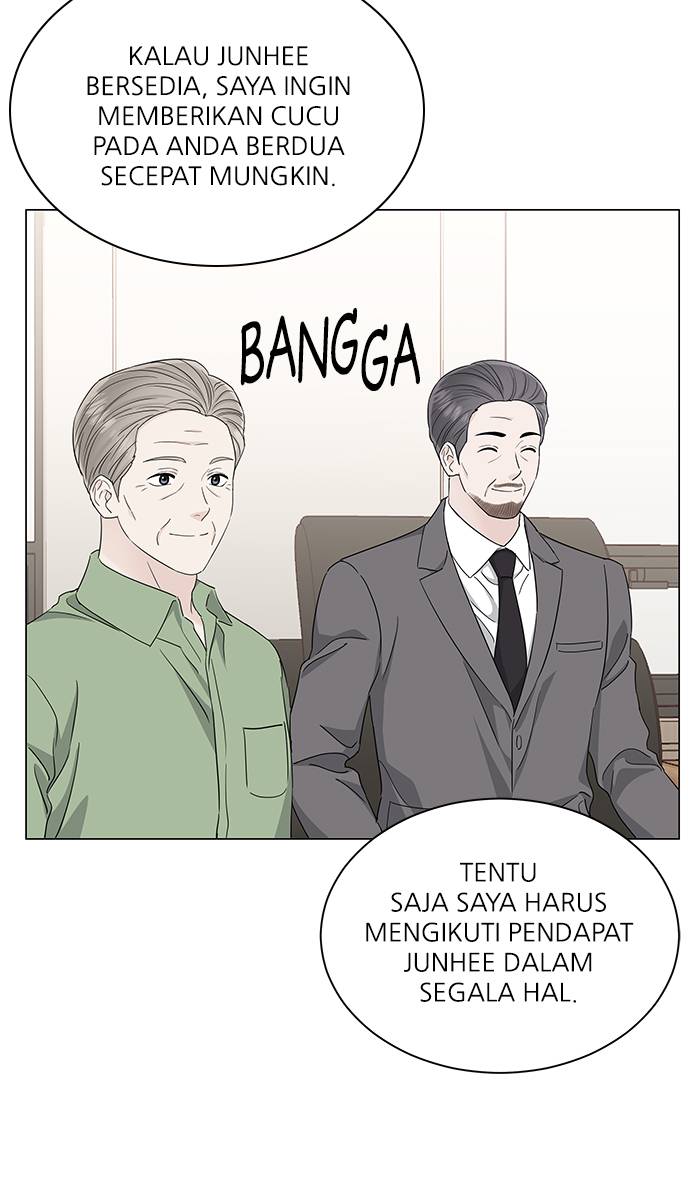 KALAU JUNHEE
BERSEDIA, SAYA INGIN
MEMBERIKAN CUCU
PADA ANDA BERDUA
SECEPAT MUNGKIN.
BANGGA
TENTU
SAJA SAYA HARUS
MENGIKUTI PENDAPAT
JUNHEE DALAM
SEGALA HAL.